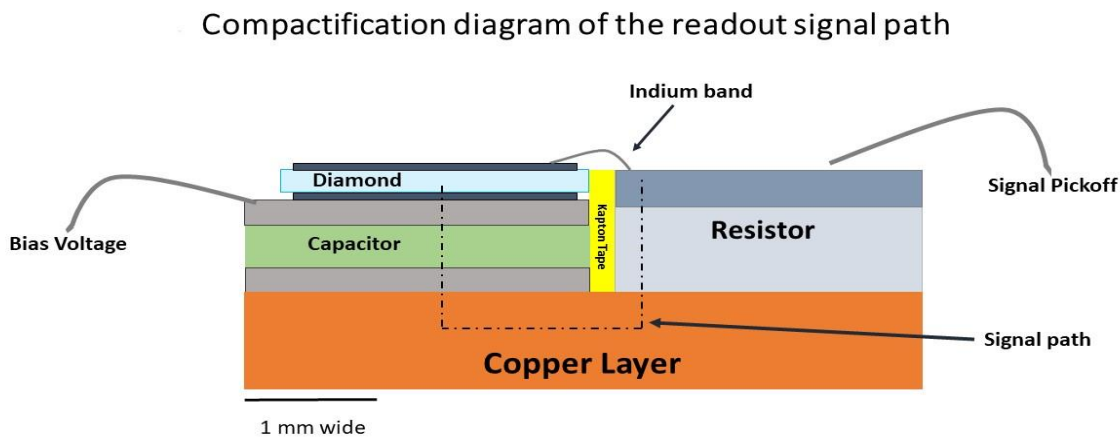 Compactification diagram of the readout signal path
Indium band
Diamond
Signal Pickoff
Bias Voltage
Capacitor
Kapton Tape
Resistor
Signal path
Copper Layer
1 mm wide